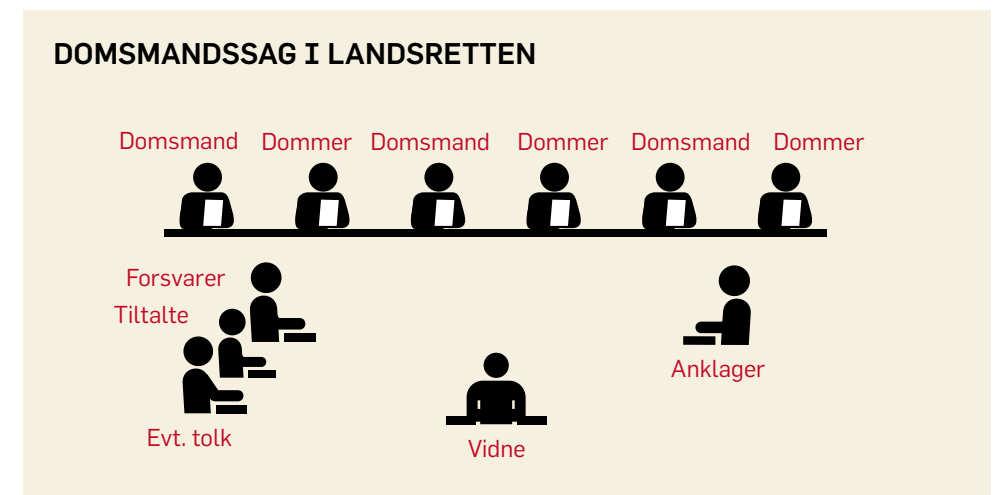 DOMSMANDSSAG I LANDSRETTEN
Domsmand Dommer Domsmand Dommer Domsmand Dommer
Forsvarer
Tiltalte
Anklager
Evt. tolk
Vidne